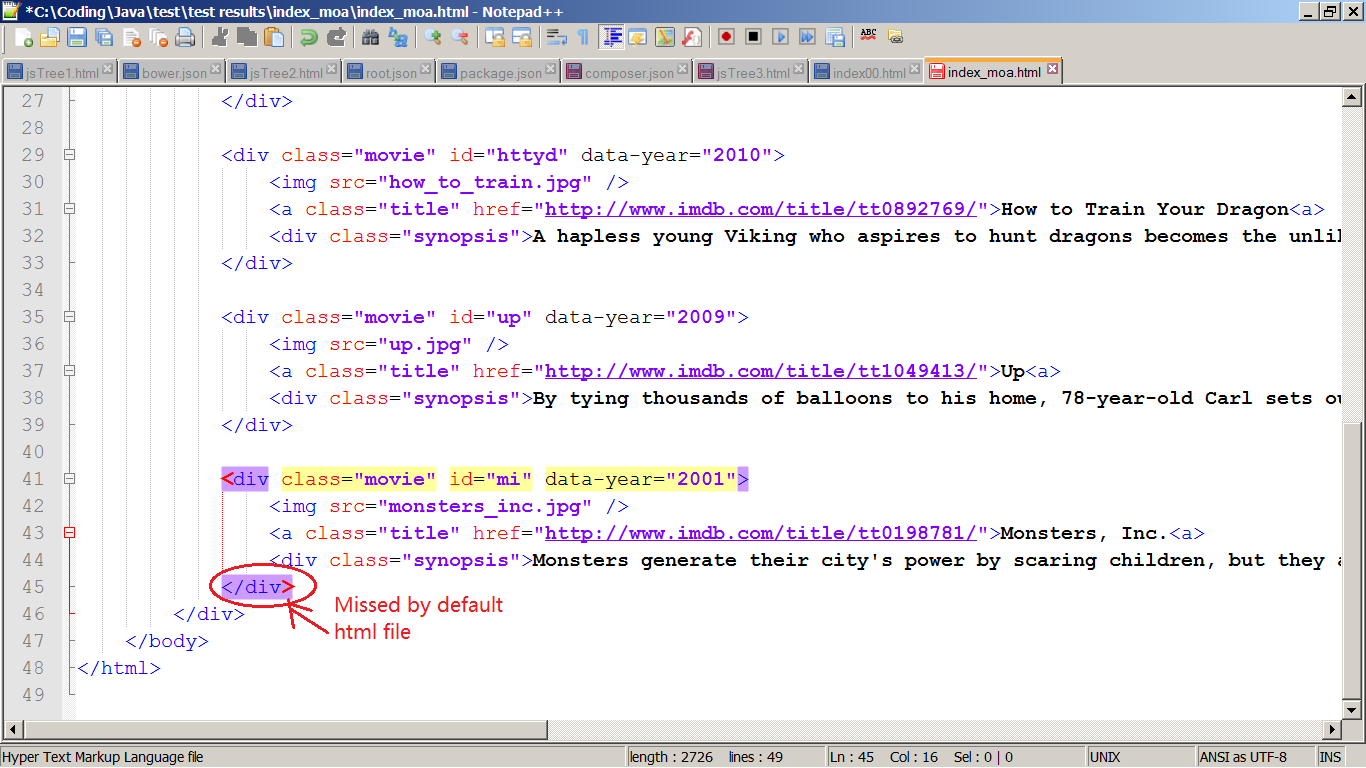 *C:\Coding\Java\test\test results\index_moa\index_moa.html - Notepad++
ABC
jsTree1.html bower.json jsTree2.html root.json package.json composer.json jsTree3.html index00.html index_moa.html
27 </div>
28
29 <div class="movie" id="httyd" data-year="2010">
30 <img src="how_to_train.jpg" />
31 <a class="title" href="http://www.imdb.com/title/tt0892769/">How to Train Your Dragon<a>
32 <div class="synopsis">A hapless young Viking who aspires to hunt dragons becomes the unlik
33 </div>
34
35 <div class="movie" id="up" data-year="2009">
36 <img src="up.jpg" />
37 <a class="title" href="http://www.imdb.com/title/tt1049413/">Up<a>
38 <div class="synopsis">By tying thousands of balloons to his home, 78-year-old Carl sets ou
39 </div>
40
41 <div class="movie" id="mi" data-year="2001">
42 <img src="monsters_inc.jpg" />
43 <a class="title" href="http://www.imdb.com/title/tt0198781/">Monsters, Inc.<a>
44 <div class="synopsis">Monsters generate their city's power by scaring children, but they a
45 </div>
Missed by default
html file
46 </div>
47 </body>
48 </html>
49
Hyper Text Markup Language file length : 2726 lines : 49 Ln : 45 Col : 16 Sel : 0 | 0 UNIX ANSI as UTF-8 INS